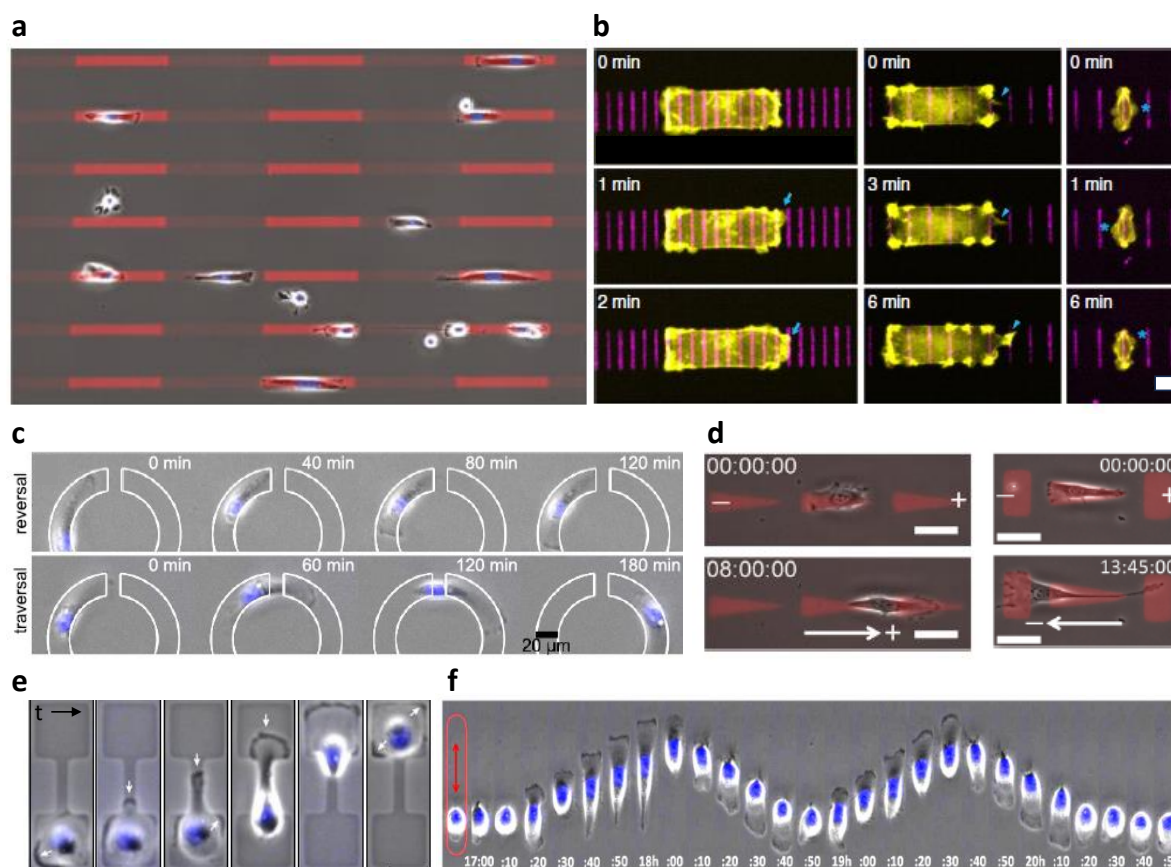 a
b
0 min
0 min
0 min
1 min
3 min
1 min
2 min
6 min
6 min
c
reversal
0 min
40 min
80 min
120 min
traversal
0 min
60 min
120 min
180 min
20 µm
d
00:00:00
− +
00:00:00
− +
08:00:00
+
13:45:00
−
e
t
f
17:00 :10 :20 :30 :40 :50 18h :00 :10 :20 :30 :40 :50 19h :00 :10 :20 :30 :40 :50 20h :10 :20 :30 :40